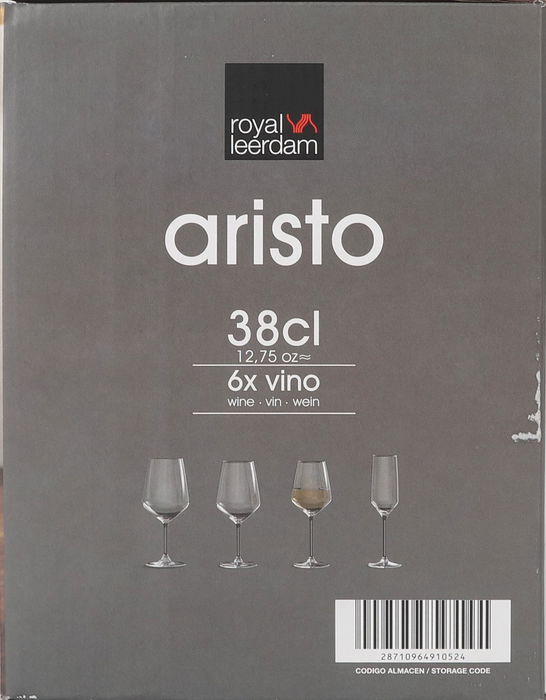 royal
leerdam
aristo
38cl
12,75 oz≈
6x vino
wine · vin · wein
28710964910524
CODIGO ALMACEN / STORAGE CODE